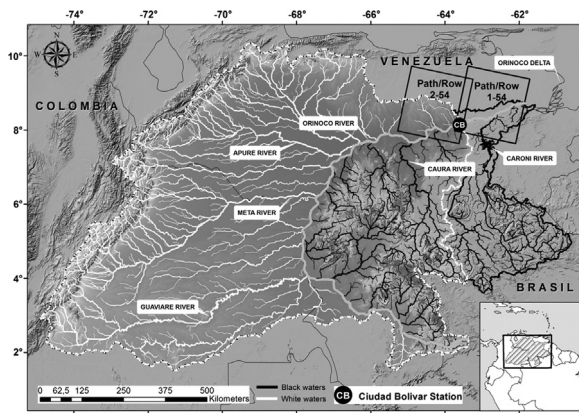 -74° -72° -70° -68° -66° -64° -62°
10°
8°
6°
4°
2°
VENEZUELA
ORINOCO DELTA
Path/Row
2-54
Path/Row
1-54
COLOMBIA
ORINOCO RIVER
CB
APURE RIVER
CAURA RIVER
CARONI RIVER
META RIVER
BRASIL
GUAVIARE RIVER
0 62,5 125 250 375 500
Kilometers
Black waters
White waters
CB Ciudad Bolivar Station